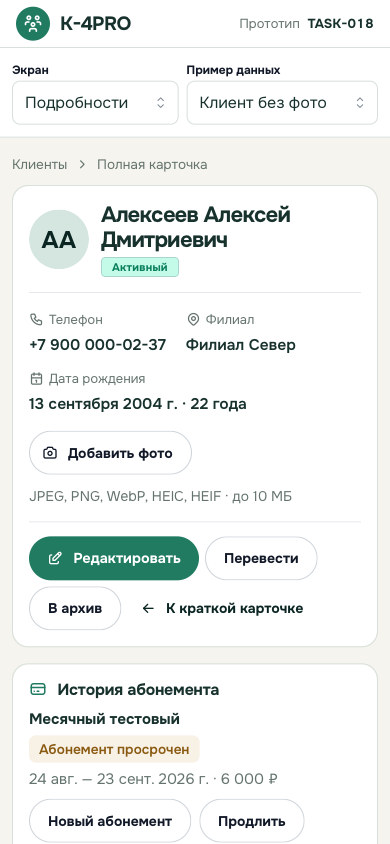 K-4PRO
Прототип TASK-018
Экран
Пример данных
Подробности
Клиент без фото
Клиенты > Полная карточка
АА
Алексеев Алексей
Дмитриевич
Активный
Телефон
Филиал
+7 900 000-02-37
Филиал Север
Дата рождения
13 сентября 2004 г. · 22 года
Добавить фото
JPEG, PNG, WebP, HEIC, HEIF · до 10 МБ
Редактировать
Перевести
В архив
← К краткой карточке
История абонемента
Месячный тестовый
Абонемент просрочен
24 авг. — 23 сент. 2026 г. · 6 000 ₽
Новый абонемент
Продлить